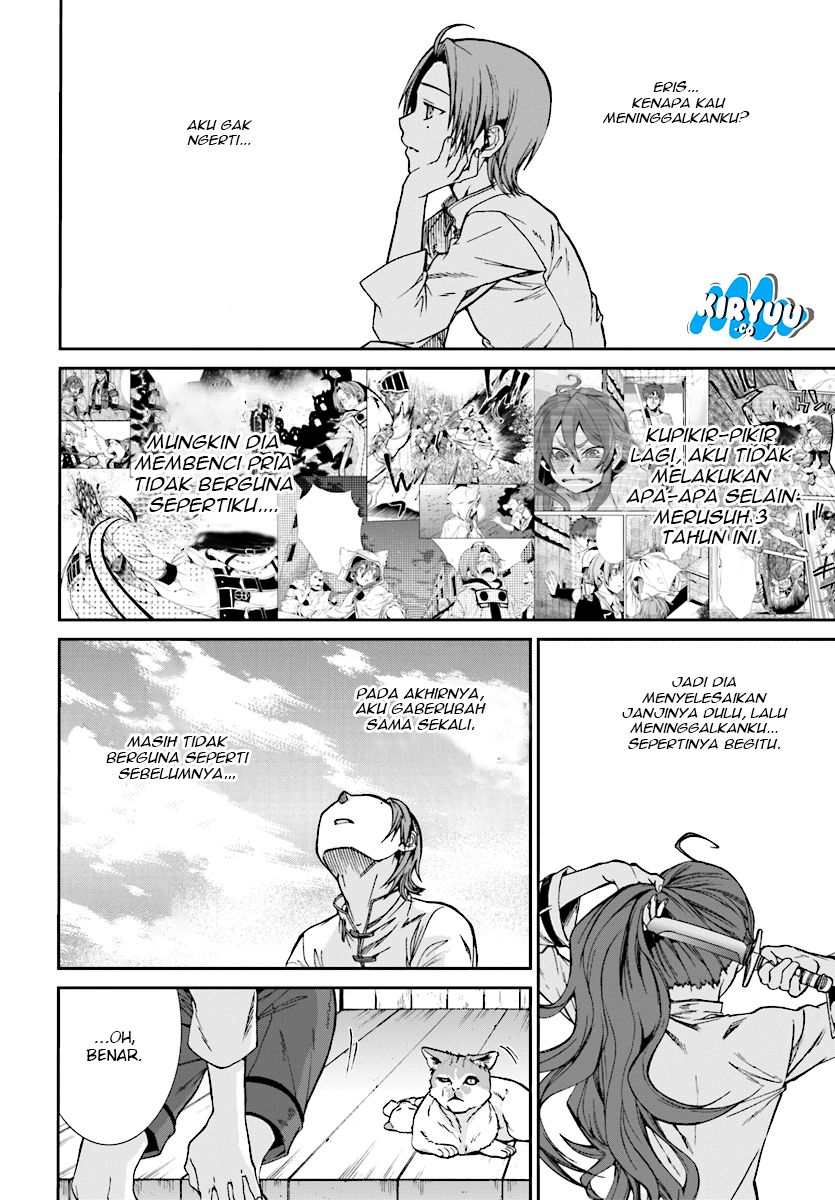 ERIS...
KENAPA KAU
MENINGGALKANKU?
AKU GAK
NGERTI...
KIRYUU
.CO
KUPIKIR-PIKIR
LAGI, AKU TIDAK
MELAKUKAN
APA-APA SELAIN
MERUSUH 3
TAHUN INI.
MUNGKIN DIA
MEMBENCI PRIA
TIDAK BERGUNA
SEPERTIKU....
JADI DIA
MENYELESAIKAN
JANJINYA DULU, LALU
MENINGGALKANKU...
SEPERTINYA BEGITU.
PADA AKHIRNYA,
AKU GABERUBAH
SAMA SEKALI.
MASIH TIDAK
BERGUNA SEPERTI
SEBELUMNYA...
...OH,
BENAR.